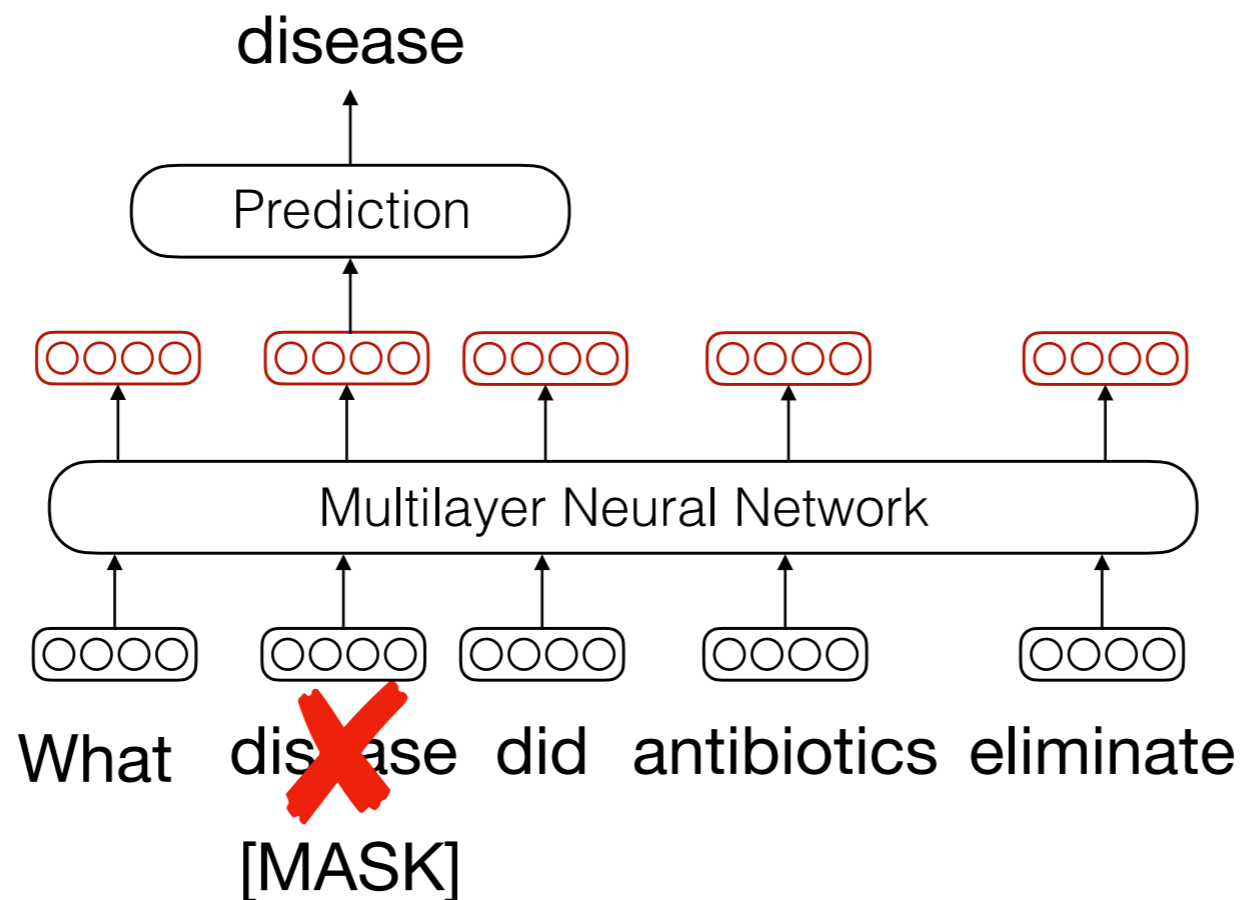 disease
Prediction
Multilayer Neural Network
What disease did antibiotics eliminate
[MASK]